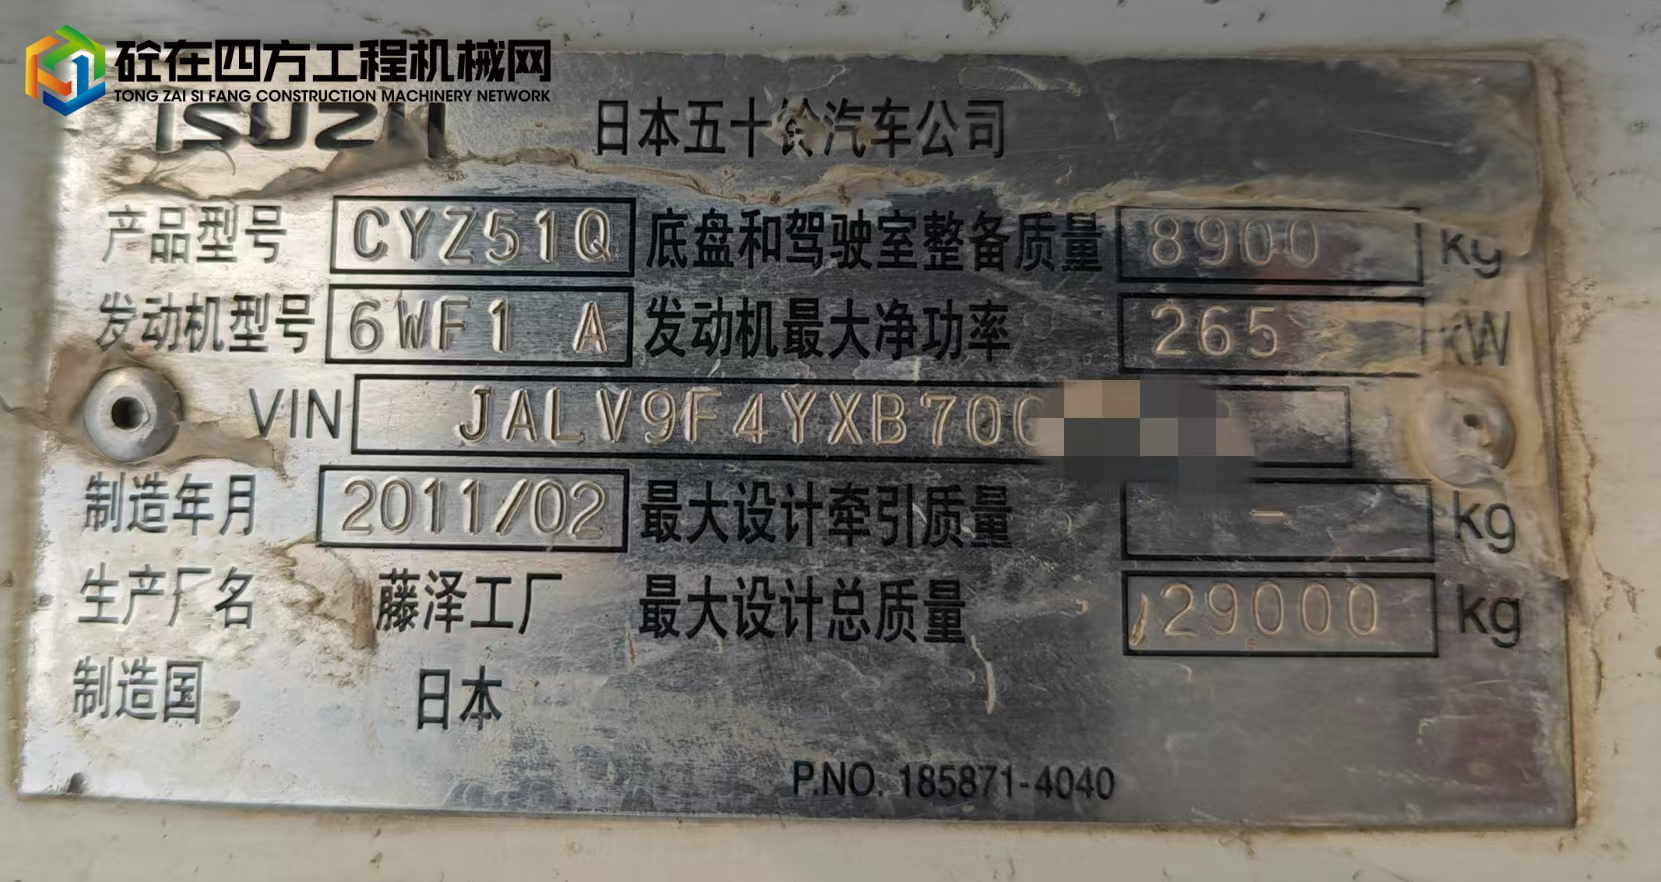 砼在四方工程机械网
TONG ZAI SI FANG CONSTRUCTION MACHINERY NETWORK
ISUZU 日本五十铃汽车公司
产品型号 CYZ51Q 底盘和驾驶室整备质量 8900 kg
发动机型号 6WF1 A 发动机最大净功率 265 kW
VIN JALV9F4YXB700
制造年月 2011/02 最大设计牵引质量 - kg
生产厂名 藤泽工厂 最大设计总质量 29000 kg
制造国 日本
P.NO. 185871-4040